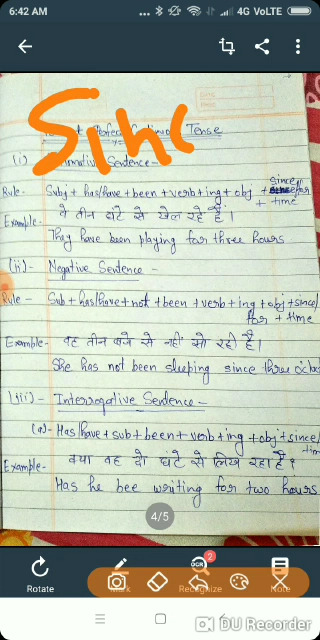 6:42 AM ... 4G VoLTE
Sinc
Perfect Tense
(i) Sentence-
Rule- Subj + has/have + been + verb + ing + obj + since/for
+ time
वे तीन घंटे से खेल रहे हैं।
Example-
They have been playing for three hours
(ii)- Negative Sentence -
Rule - Sub + has/have + not + been + verb + ing + obj + since/
for + time
Example- वह तीन बजे से नहीं सो रही है।
She has not been sleeping since three
(iii)- Interrogative Sentence -
(a)- Has/have + sub + been + verb + ing + obj + since/
Example- क्या वह दो घंटे से लिख रहा है?
Has he bee writing for two hours
4/5
2
OCR
Rotate Mark Recognize Note
DU Recorder